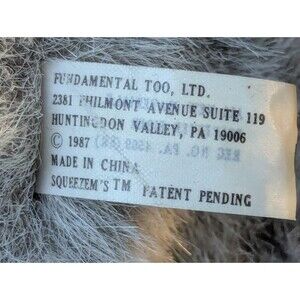 FUNDAMENTAL TOO, LTD.
2381 PHILMONT AVENUE SUITE 119
HUNTINGDON VALLEY, PA 19006
© 1987
MADE IN CHINA
SQUEEZEM'S™ PATENT PENDING